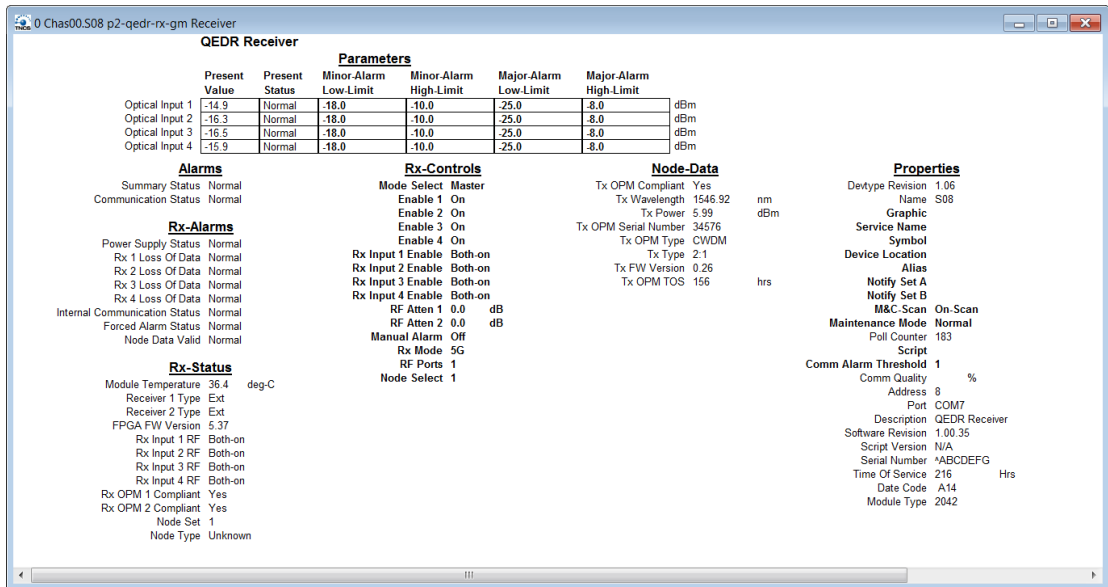 0 Chas00.S08 p2-qedr-rx-gm Receiver
QEDR Receiver
Parameters
Present Value Present Status Minor-Alarm Low-Limit Minor-Alarm High-Limit Major-Alarm Low-Limit Major-Alarm High-Limit
Optical Input 1 -14.9 Normal -18.0 -10.0 -25.0 -8.0 dBm
Optical Input 2 -16.3 Normal -18.0 -10.0 -25.0 -8.0 dBm
Optical Input 3 -16.5 Normal -18.0 -10.0 -25.0 -8.0 dBm
Optical Input 4 -15.9 Normal -18.0 -10.0 -25.0 -8.0 dBm
Alarms
Summary Status Normal
Communication Status Normal
Rx-Alarms
Power Supply Status Normal
Rx 1 Loss Of Data Normal
Rx 2 Loss Of Data Normal
Rx 3 Loss Of Data Normal
Rx 4 Loss Of Data Normal
Internal Communication Status Normal
Forced Alarm Status Normal
Node Data Valid Normal
Rx-Status
Module Temperature 36.4 deg-C
Receiver 1 Type Ext
Receiver 2 Type Ext
FPGA FW Version 5.37
Rx Input 1 RF Both-on
Rx Input 2 RF Both-on
Rx Input 3 RF Both-on
Rx Input 4 RF Both-on
Rx OPM 1 Compliant Yes
Rx OPM 2 Compliant Yes
Node Set 1
Node Type Unknown
Rx-Controls
Mode Select Master
Enable 1 On
Enable 2 On
Enable 3 On
Enable 4 On
Rx Input 1 Enable Both-on
Rx Input 2 Enable Both-on
Rx Input 3 Enable Both-on
Rx Input 4 Enable Both-on
RF Atten 1 0.0 dB
RF Atten 2 0.0 dB
Manual Alarm Off
Rx Mode 5G
RF Ports 1
Node Select 1
Node-Data
Tx OPM Compliant Yes
Tx Wavelength 1546.92 nm
Tx Power 5.99 dBm
Tx OPM Serial Number 34576
Tx OPM Type CWDM
Tx Type 2:1
Tx FW Version 0.26
Tx OPM TOS 156 hrs
Properties
Devtype Revision 1.06
Name S08
Graphic
Service Name
Symbol
Device Location
Alias
Notify Set A
Notify Set B
M&C-Scan On-Scan
Maintenance Mode Normal
Poll Counter 183
Script
Comm Alarm Threshold 1
Comm Quality %
Address 8
Port COM7
Description QEDR Receiver
Software Revision 1.00.35
Script Version N/A
Serial Number ^ABCDEFG
Time Of Service 216 Hrs
Date Code A14
Module Type 2042